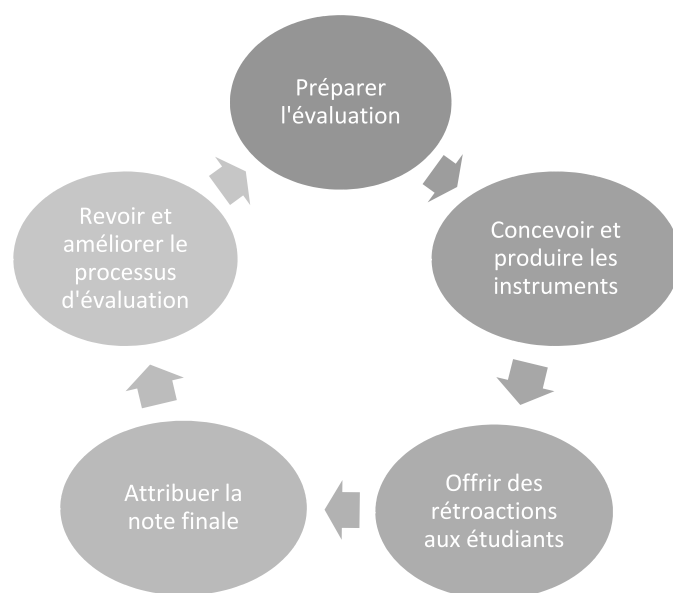 Préparer
l'évaluation
Concevoir et
produire les
instruments
Offrir des
rétroactions
aux étudiants
Attribuer la
note finale
Revoir et
améliorer le
processus
d'évaluation